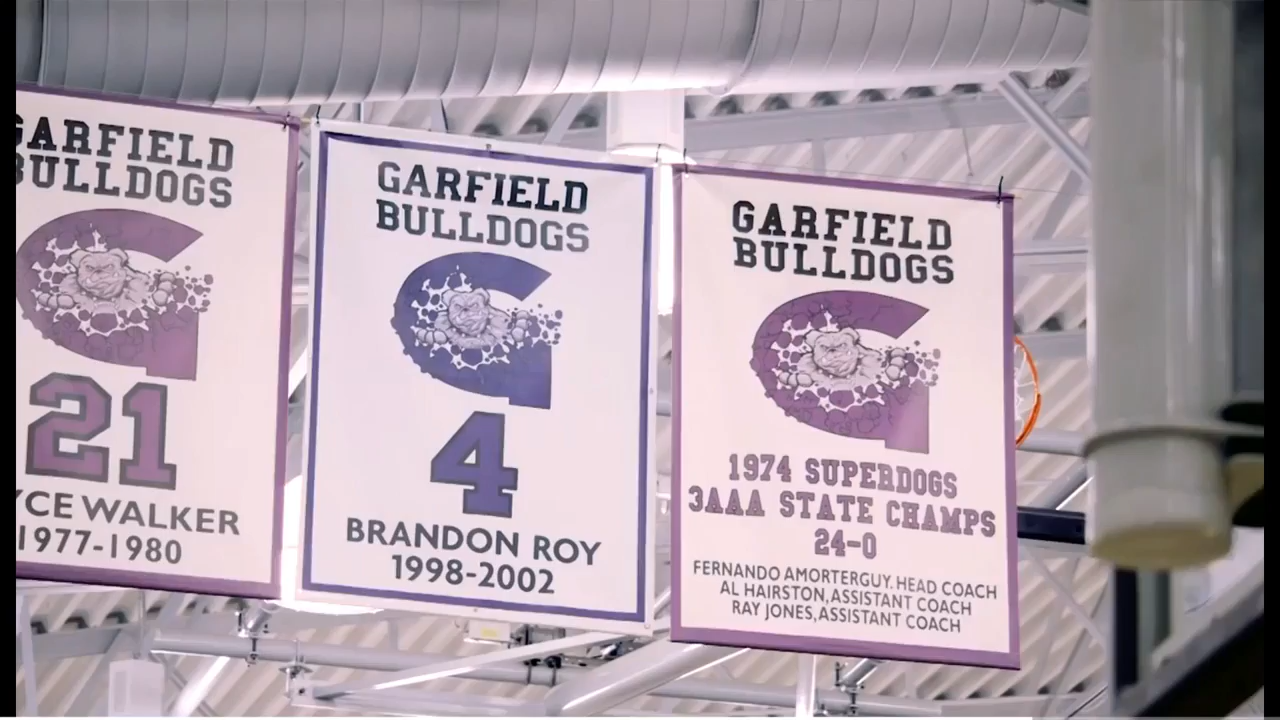 GARFIELD
BULLDOGS
21
YCE WALKER
1977-1980
GARFIELD
BULLDOGS
4
BRANDON ROY
1998-2002
GARFIELD
BULLDOGS
1974 SUPERDOGS
3AAA STATE CHAMPS
24-0
FERNANDO AMORTERGUY. HEAD COACH
AL HAIRSTON, ASSISTANT COACH
RAY JONES, ASSISTANT COACH